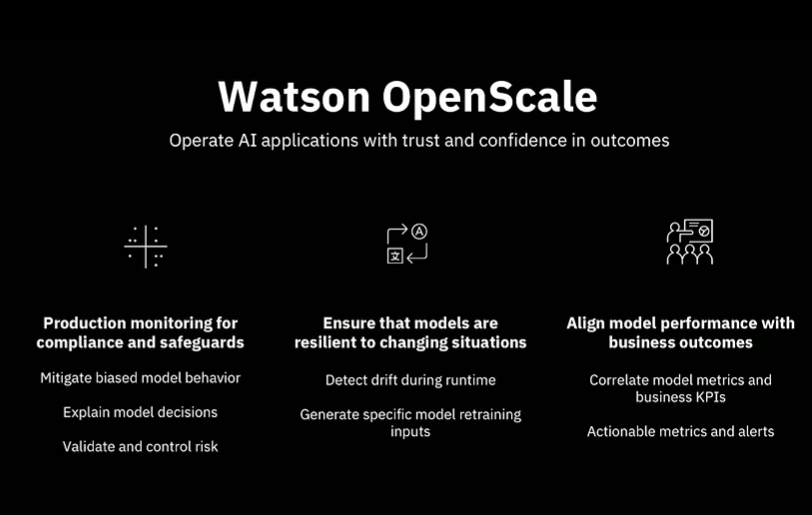 Watson OpenScale
Operate AI applications with trust and confidence in outcomes
A
文
Production monitoring for
compliance and safeguards
Mitigate biased model behavior
Explain model decisions
Validate and control risk
Ensure that models are
resilient to changing situations
Detect drift during runtime
Generate specific model retraining
inputs
Align model performance with
business outcomes
Correlate model metrics and
business KPIs
Actionable metrics and alerts